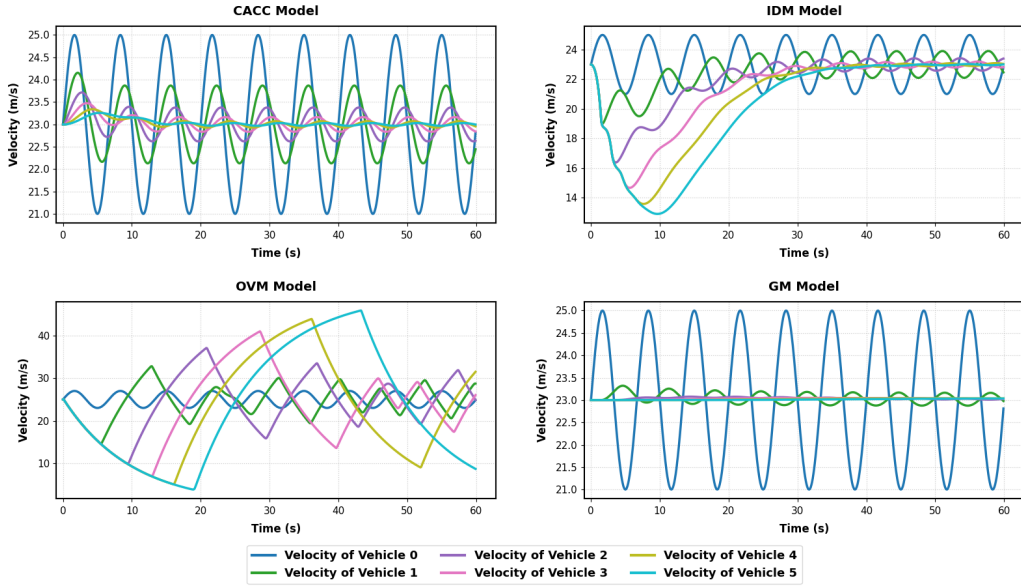 CACC Model
Velocity (m/s)
25.0
24.5
24.0
23.5
23.0
22.5
22.0
21.5
21.0
0 10 20 30 40 50 60
Time (s)
IDM Model
Velocity (m/s)
24
22
20
18
16
14
0 10 20 30 40 50 60
Time (s)
OVM Model
Velocity (m/s)
40
30
20
10
0 10 20 30 40 50 60
Time (s)
GM Model
Velocity (m/s)
25.0
24.5
24.0
23.5
23.0
22.5
22.0
21.5
21.0
0 10 20 30 40 50 60
Time (s)
Velocity of Vehicle 0 Velocity of Vehicle 2 Velocity of Vehicle 4
Velocity of Vehicle 1 Velocity of Vehicle 3 Velocity of Vehicle 5